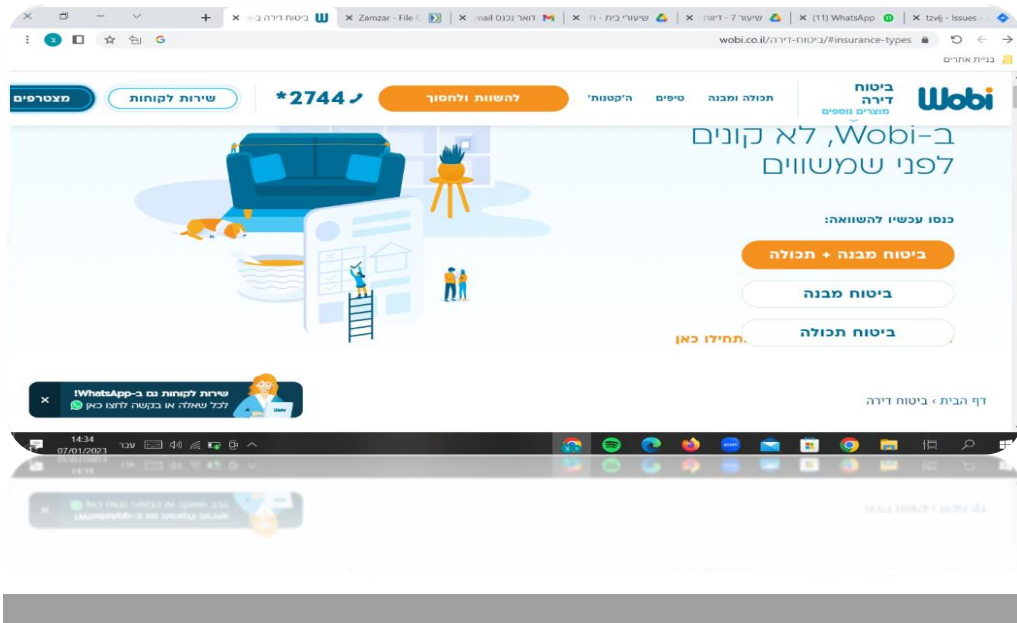 tzvij - Issues -
(11) WhatsApp
שיעור 7 - דיווח
שיעורי בית - ח
דואר נכנס
Zamzar - File
ביטוח דירה ב-
wobi.co.il/ביטוח-דירה/#insurance-types
בניית אתרים
Wobi
ביטוח
דירה
מוצרים נוספים
תכולה ומבנה
טיפים
ה'קטנות'
להשוות ולחסוך
*2744
שירות לקוחות
מצטרפים
ב-Wobi, לא קונים
לפני שמשווים
כנסו עכשיו להשוואה:
ביטוח מבנה + תכולה
ביטוח מבנה
ביטוח תכולה
תחילו כאן
דף הבית › ביטוח דירה
שירות לקוחות גם ב-WhatsApp!
לכל שאלה או בקשה לחצו כאן
Wobi
zoom
עבר
14:34
07/01/2023